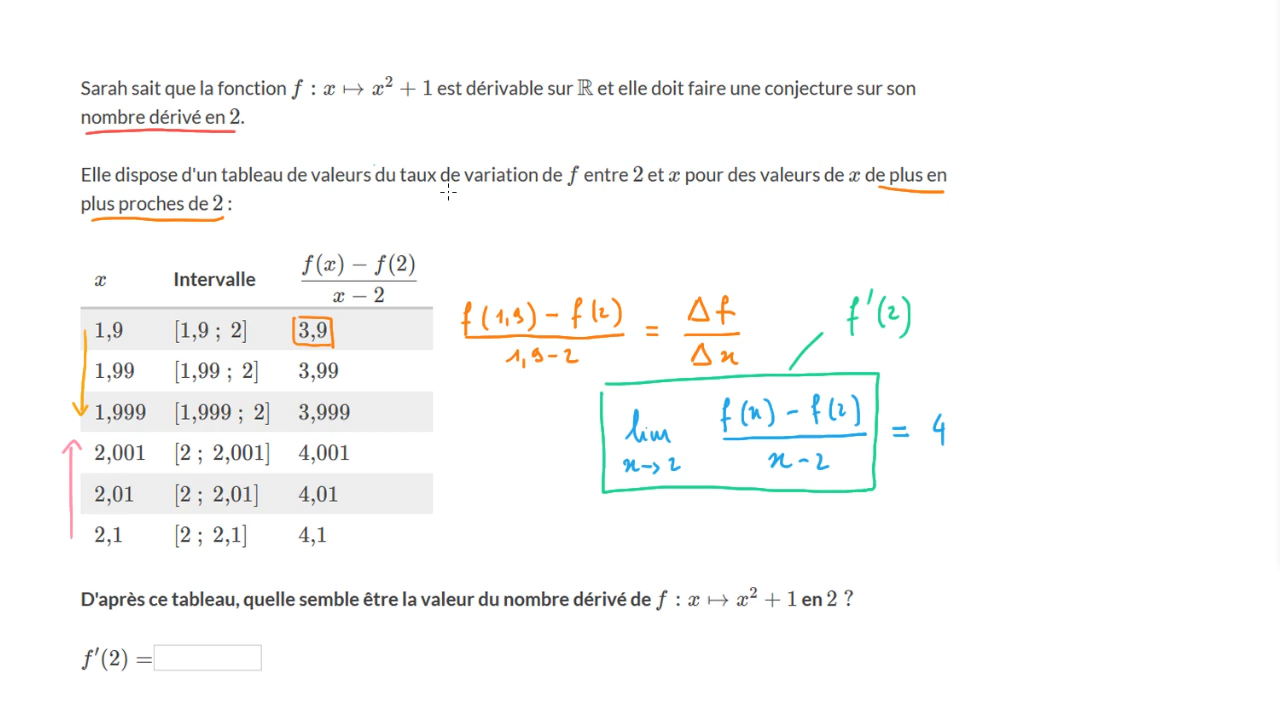 Sarah sait que la fonction f : x ↦ x² + 1 est dérivable sur ℝ et elle doit faire une conjecture sur son
nombre dérivé en 2.
Elle dispose d'un tableau de valeurs du taux de variation de f entre 2 et x pour des valeurs de x de plus en
plus proches de 2 :
x Intervalle (f(x) − f(2))/(x − 2)
1,9 [1,9 ; 2] 3,9
1,99 [1,99 ; 2] 3,99
1,999 [1,999 ; 2] 3,999
2,001 [2 ; 2,001] 4,001
2,01 [2 ; 2,01] 4,01
2,1 [2 ; 2,1] 4,1
(f(1,9) − f(2))/(1,9 − 2) = Δf/Δx
f'(2)
lim x→2 (f(x) − f(2))/(x − 2) = 4
D'après ce tableau, quelle semble être la valeur du nombre dérivé de f : x ↦ x² + 1 en 2 ?
f′(2) =